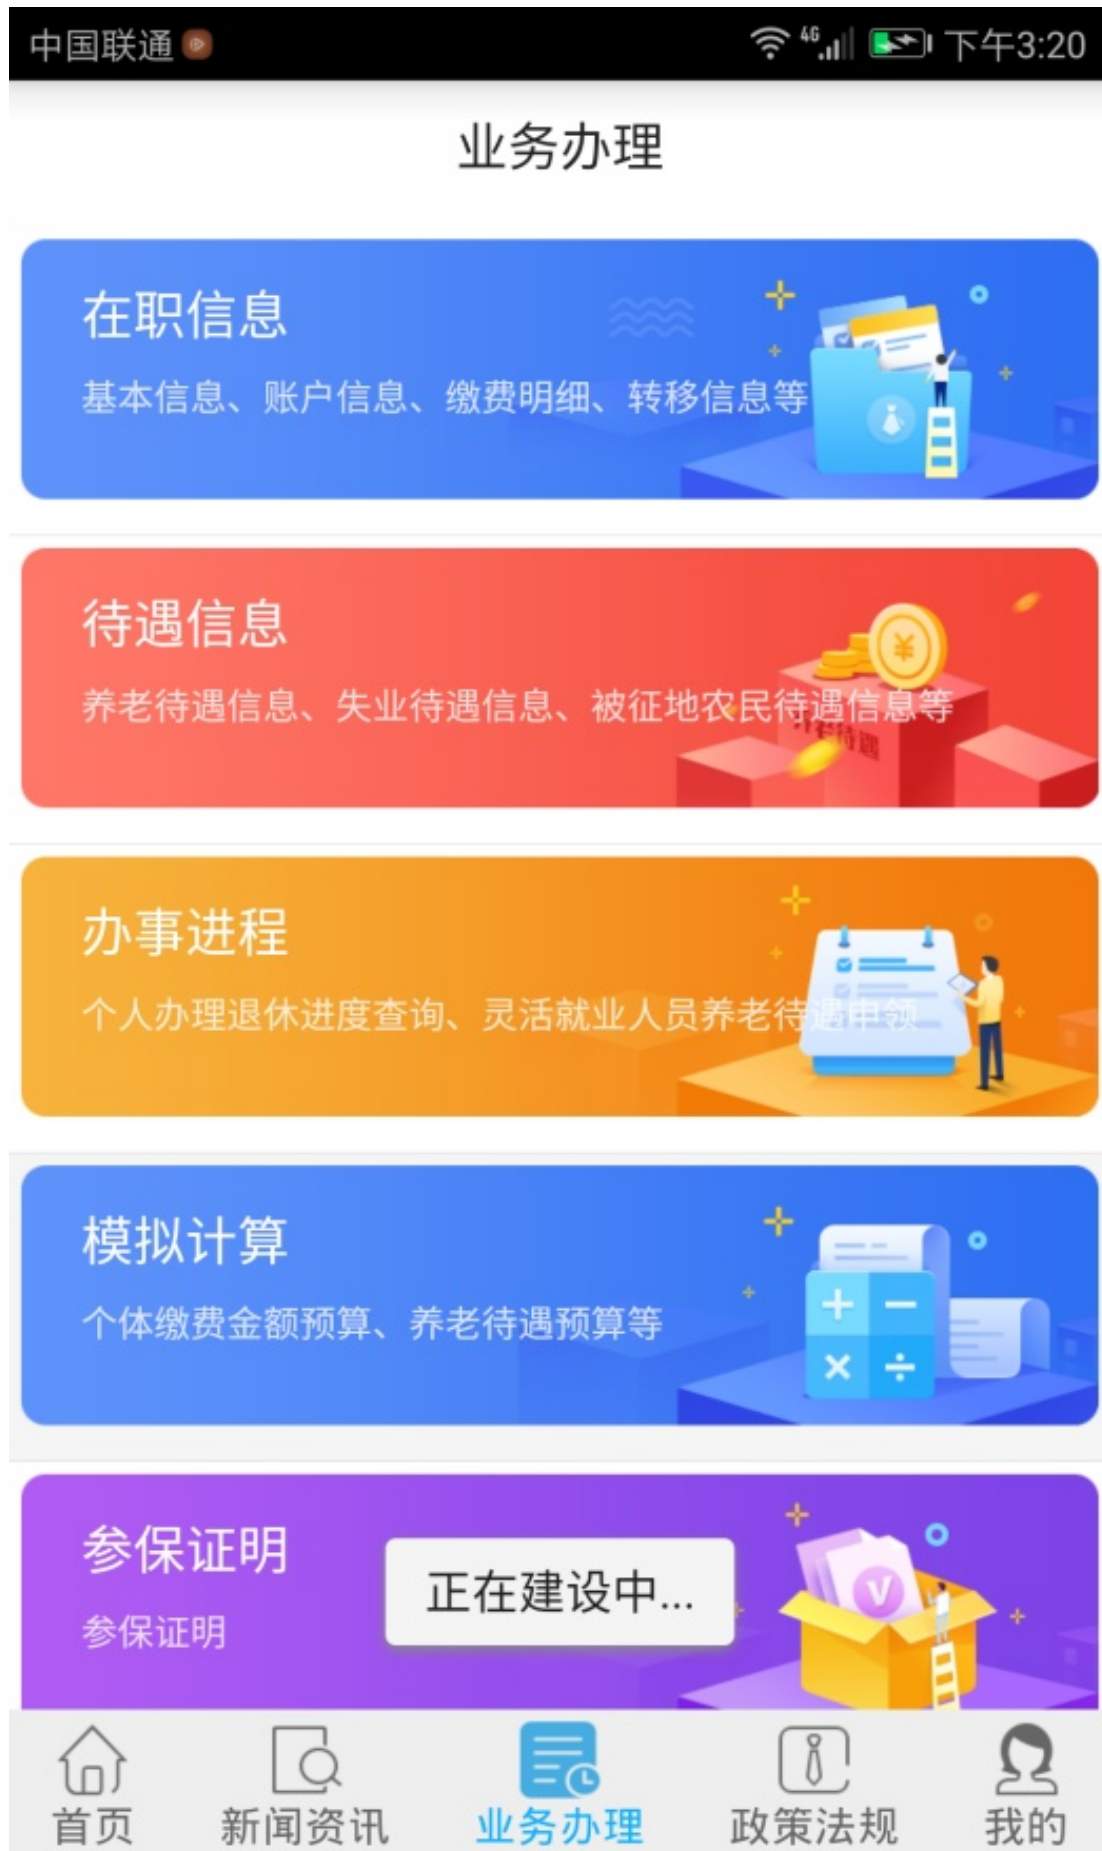 中国联通
4G 下午3:20
业务办理
在职信息
基本信息、账户信息、缴费明细、转移信息等
待遇信息
养老待遇信息、失业待遇信息、被征地农民待遇信息等
养老待遇
办事进程
个人办理退休进度查询、灵活就业人员养老待遇申领
模拟计算
个体缴费金额预算、养老待遇预算等
参保证明
正在建设中...
参保证明
首页 新闻资讯 业务办理 政策法规 我的